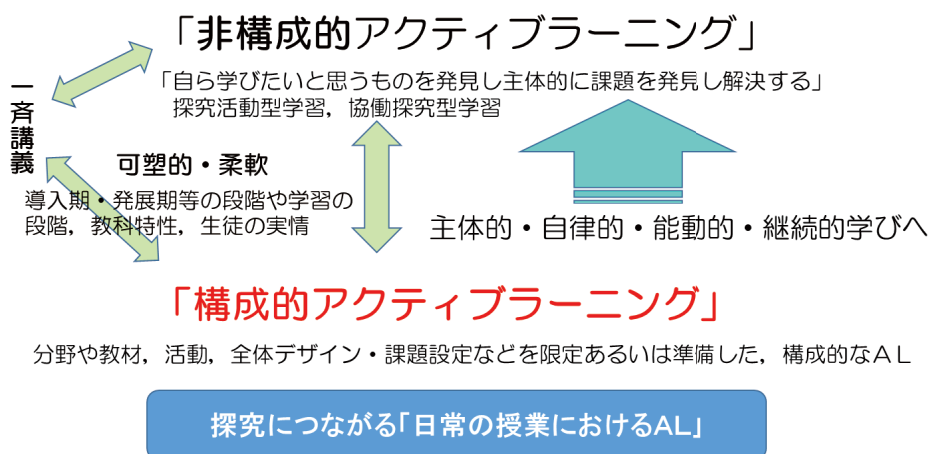 「非構成的アクティブラーニング」
「自ら学びたいと思うものを発見し主体的に課題を発見し解決する」
探究活動型学習，協働探究型学習
一斉講義
可塑的・柔軟
導入期・発展期等の段階や学習の
段階，教科特性，生徒の実情
主体的・自律的・能動的・継続的学びへ
「構成的アクティブラーニング」
分野や教材，活動，全体デザイン・課題設定などを限定あるいは準備した，構成的なＡＬ
探究につながる「日常の授業におけるAL」